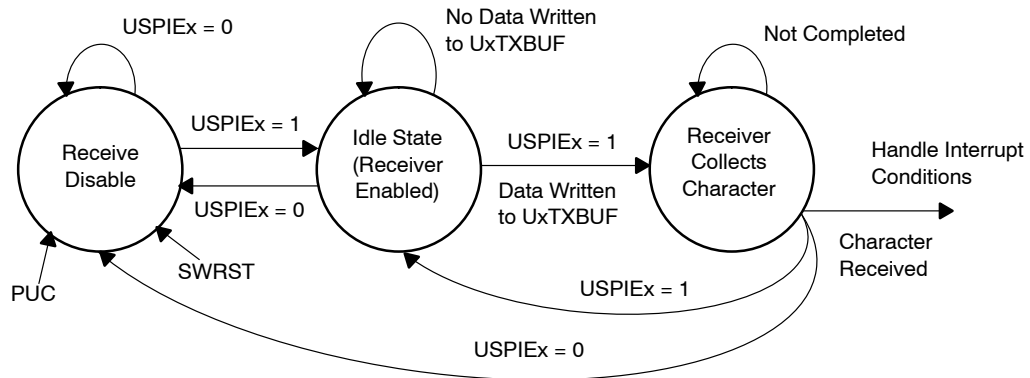 USPIEx = 0
No Data Written
to UxTXBUF
Not Completed
Receive
Disable
USPIEx = 1
USPIEx = 0
Idle State
(Receiver
Enabled)
USPIEx = 1
Data Written
to UxTXBUF
Receiver
Collects
Character
Handle Interrupt
Conditions
Character
Received
PUC
SWRST
USPIEx = 1
USPIEx = 0